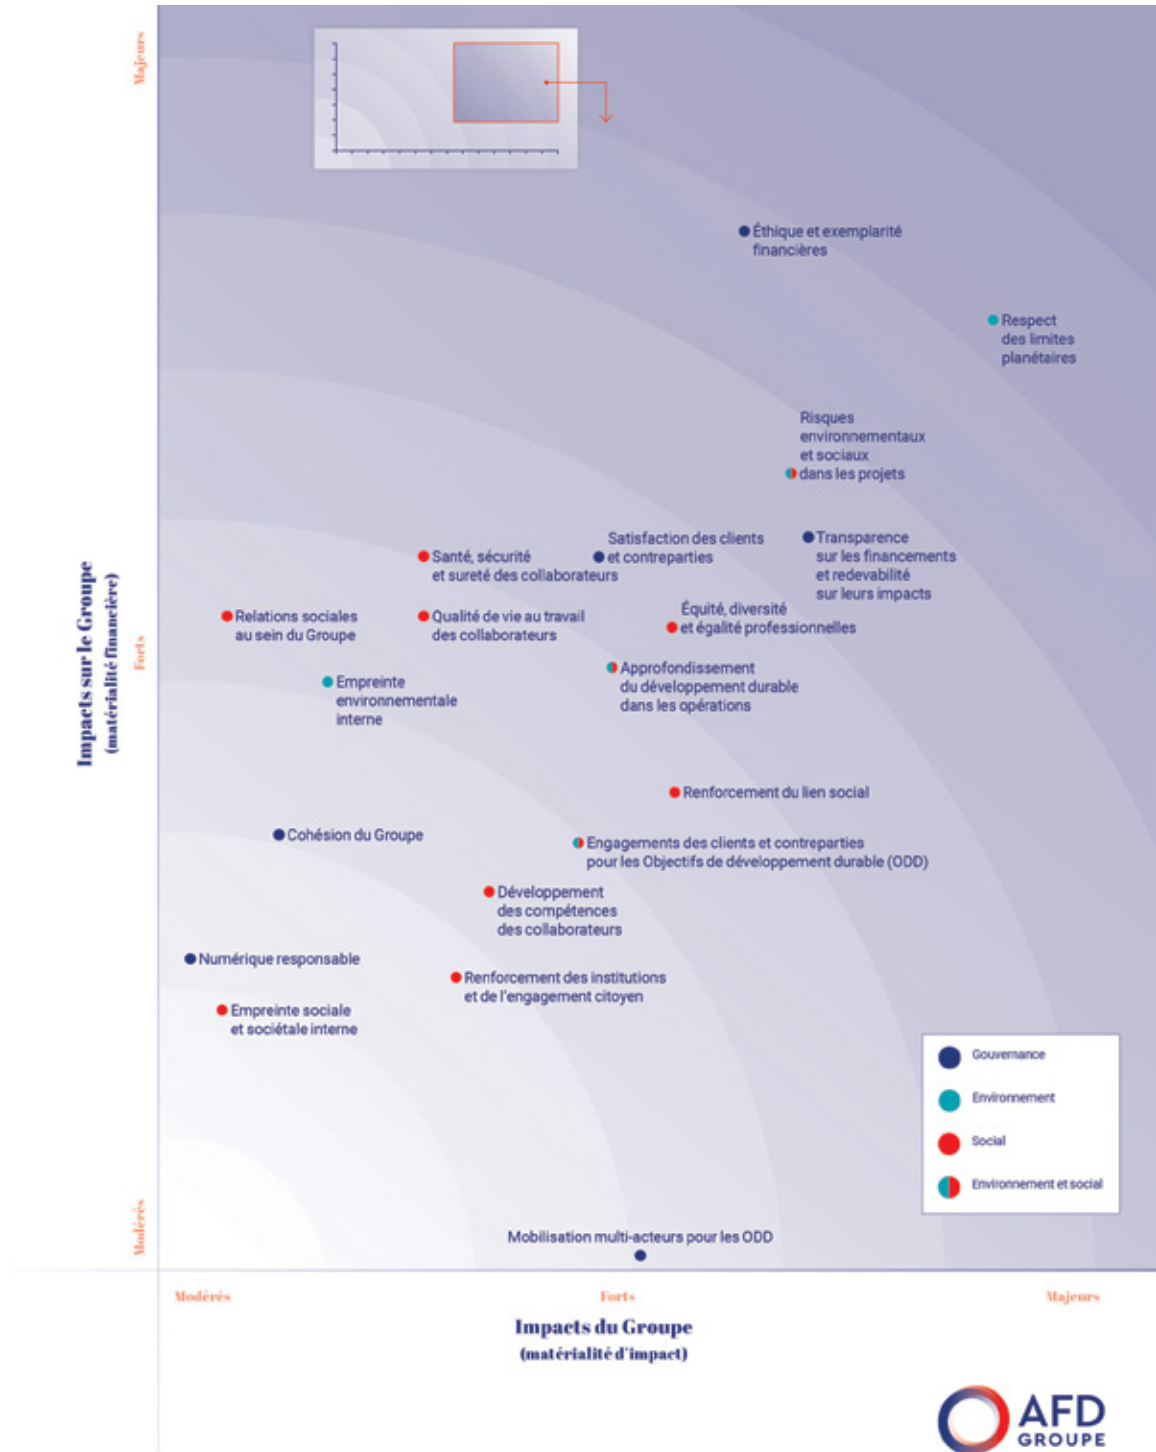 Majeurs
Éthique et exemplarité
financières
Respect
des limites
planétaires
Risques
environnementaux
et sociaux
dans les projets
Satisfaction des clients
et contreparties
Transparence
sur les financements
et redevabilité
sur leurs impacts
Santé, sécurité
et sureté des collaborateurs
Relations sociales
au sein du Groupe
Qualité de vie au travail
des collaborateurs
Équité, diversité
et égalité professionnelles
Impacts sur le Groupe
(matérialité financière)
Forts
Empreinte
environnementale
interne
Approfondissement
du développement durable
dans les opérations
Renforcement du lien social
Cohésion du Groupe
Engagements des clients et contreparties
pour les Objectifs de développement durable (ODD)
Développement
des compétences
des collaborateurs
Numérique responsable
Renforcement des institutions
et de l'engagement citoyen
Empreinte sociale
et sociétale interne
Gouvernance
Environnement
Social
Environnement et social
Modérés
Mobilisation multi-acteurs pour les ODD
Modérés
Forts
Majeurs
Impacts du Groupe
(matérialité d'impact)
AFD
GROUPE